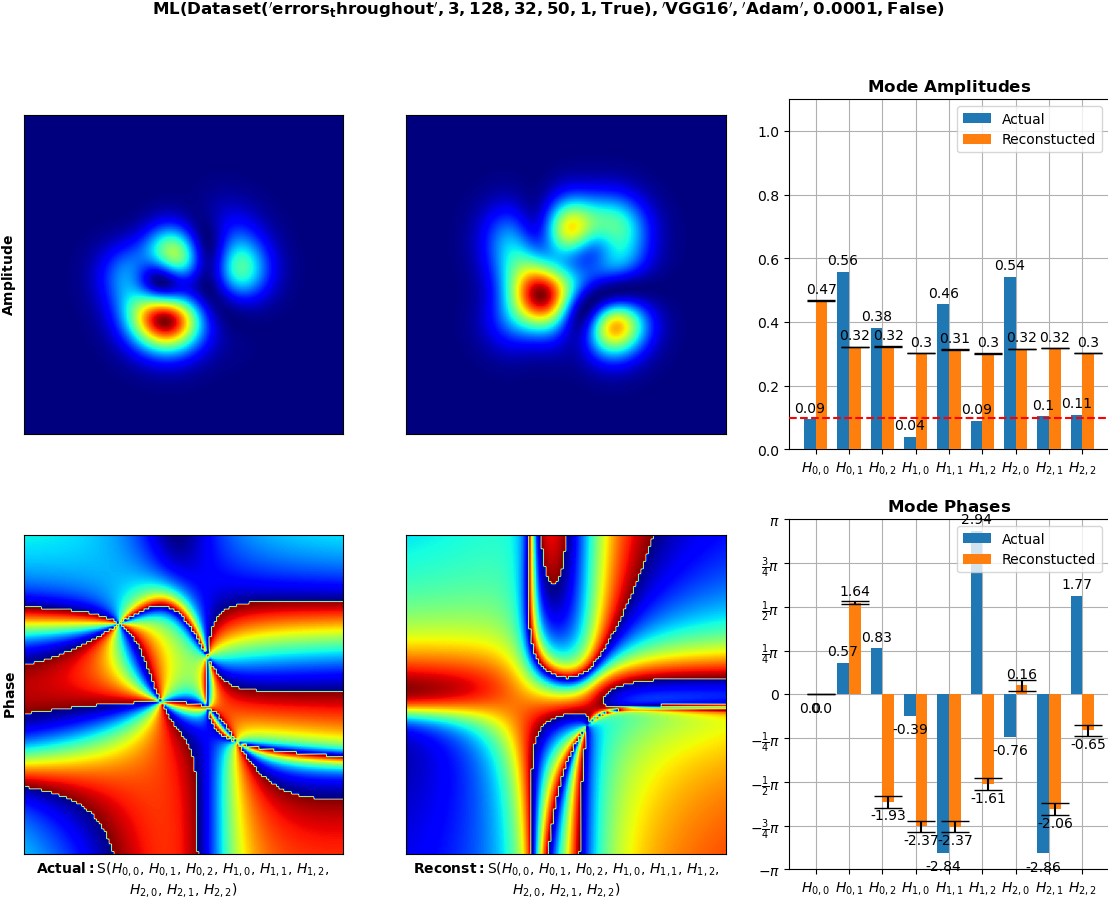 ML(Dataset('errors_throughout', 3, 128, 32, 50, 1, True), 'VGG16', 'Adam', 0.0001, False)
Amplitude
Mode Amplitudes
Actual
Reconstucted
1.0
0.8
0.6
0.4
0.2
0.0
0.09 0.47 0.56 0.32 0.38 0.32 0.04 0.3 0.46 0.31 0.09 0.3 0.54 0.32 0.1 0.32 0.11 0.3
H0,0 H0,1 H0,2 H1,0 H1,1 H1,2 H2,0 H2,1 H2,2
Phase
Mode Phases
Actual
Reconstucted
π
3/4π
1/2π
1/4π
0
−1/4π
−1/2π
−3/4π
−π
0.0 0.0 0.57 1.64 0.83 -1.93 -0.39 -2.37 -2.84 -2.37 2.94 -1.61 -0.76 0.16 -2.86 -2.06 1.77 -0.65
H0,0 H0,1 H0,2 H1,0 H1,1 H1,2 H2,0 H2,1 H2,2
Actual: S(H0,0, H0,1, H0,2, H1,0, H1,1, H1,2,
H2,0, H2,1, H2,2)
Reconst: S(H0,0, H0,1, H0,2, H1,0, H1,1, H1,2,
H2,0, H2,1, H2,2)